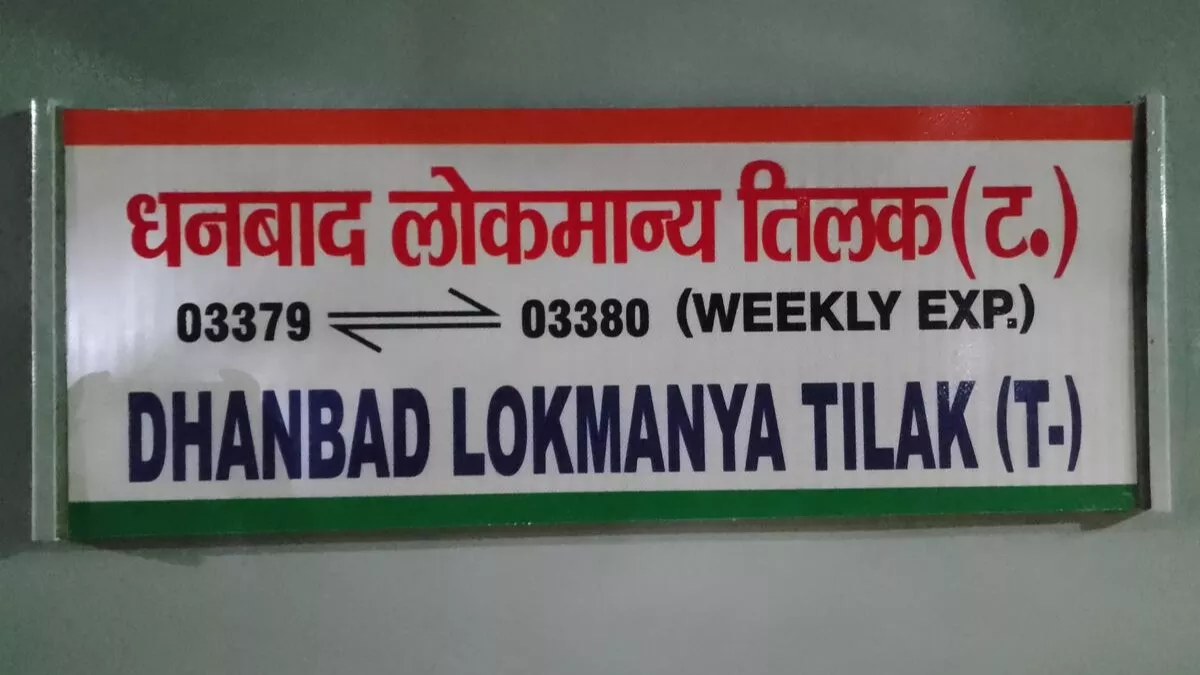 धनबाद लोकमान्य तिलक (ट.)
03379 ⇌ 03380 (WEEKLY EXP.)
DHANBAD LOKMANYA TILAK (T-)